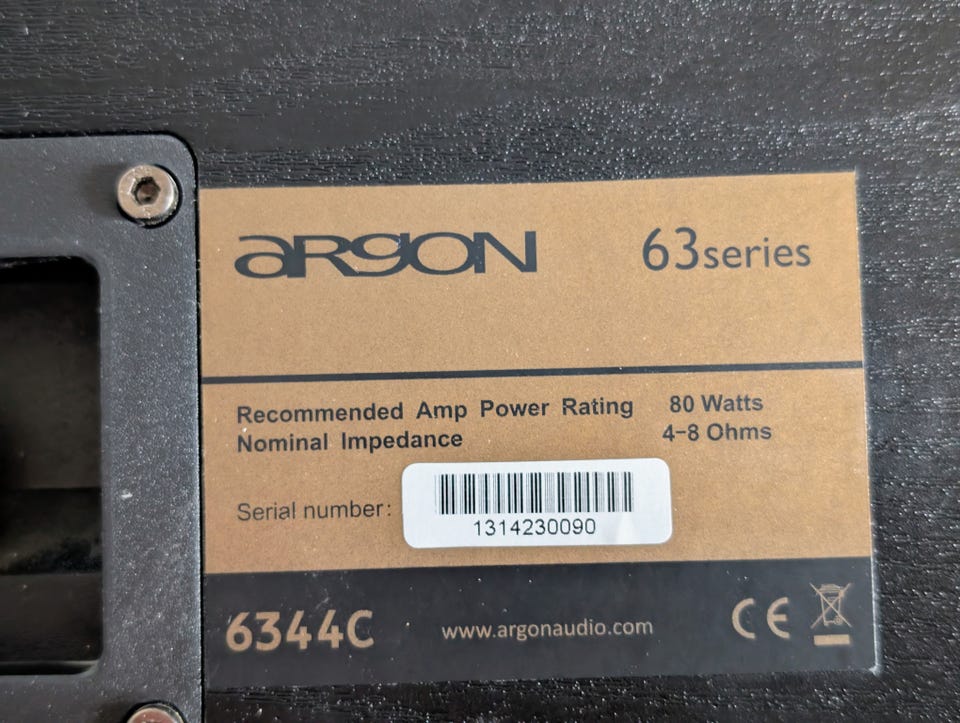 argon 63series
Recommended Amp Power Rating 80 Watts
Nominal Impedance 4-8 Ohms
Serial number:
1314230090
6344C www.argonaudio.com CE